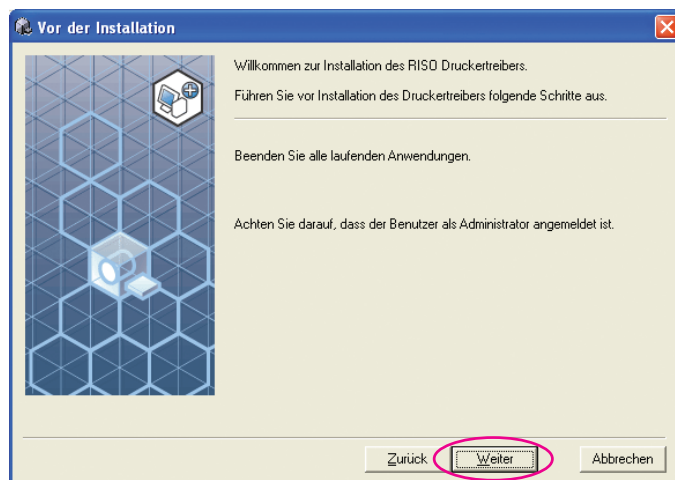 Vor der Installation
Willkommen zur Installation des RISO Druckertreibers.
Führen Sie vor Installation des Druckertreibers folgende Schritte aus.
Beenden Sie alle laufenden Anwendungen.
Achten Sie darauf, dass der Benutzer als Administrator angemeldet ist.
Zurück Weiter Abbrechen